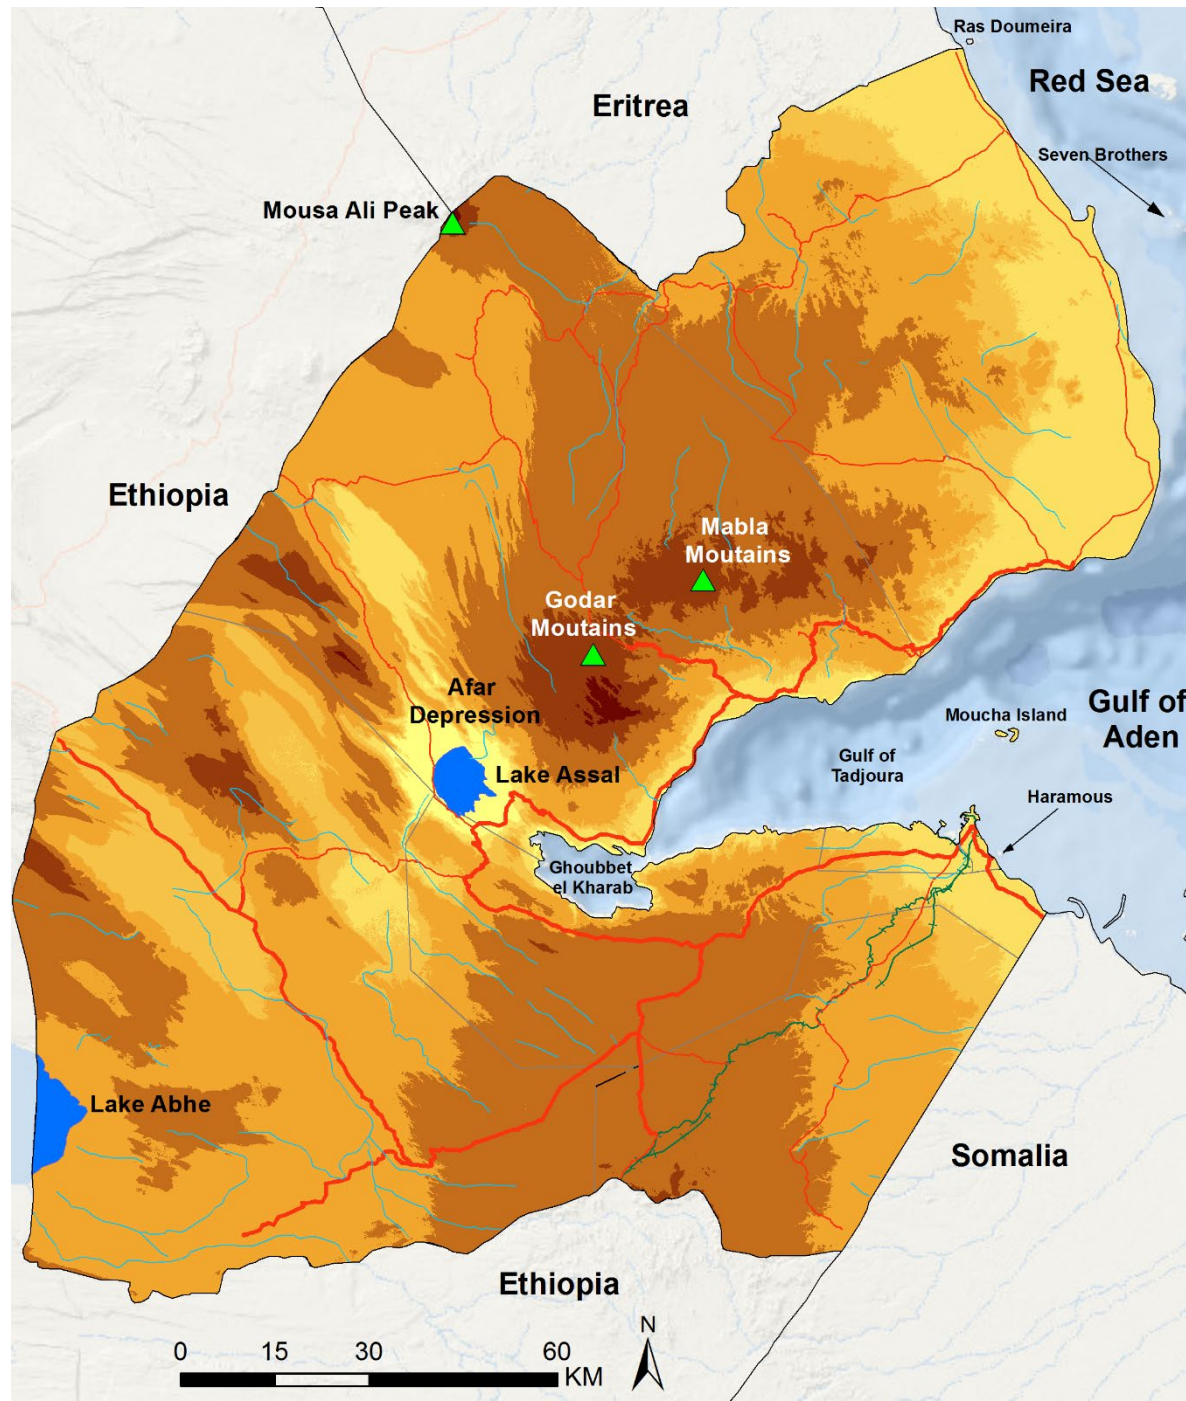 Ras Doumeira
Red Sea
Eritrea
Seven Brothers
Mousa Ali Peak
Ethiopia
Mabla
Moutains
Godar
Moutains
Afar
Depression
Lake Assal
Gulf of
Aden
Moucha Island
Gulf of
Tadjoura
Haramous
Ghoubbet
el Kharab
Lake Abhe
Somalia
Ethiopia
N
0 15 30 60
KM